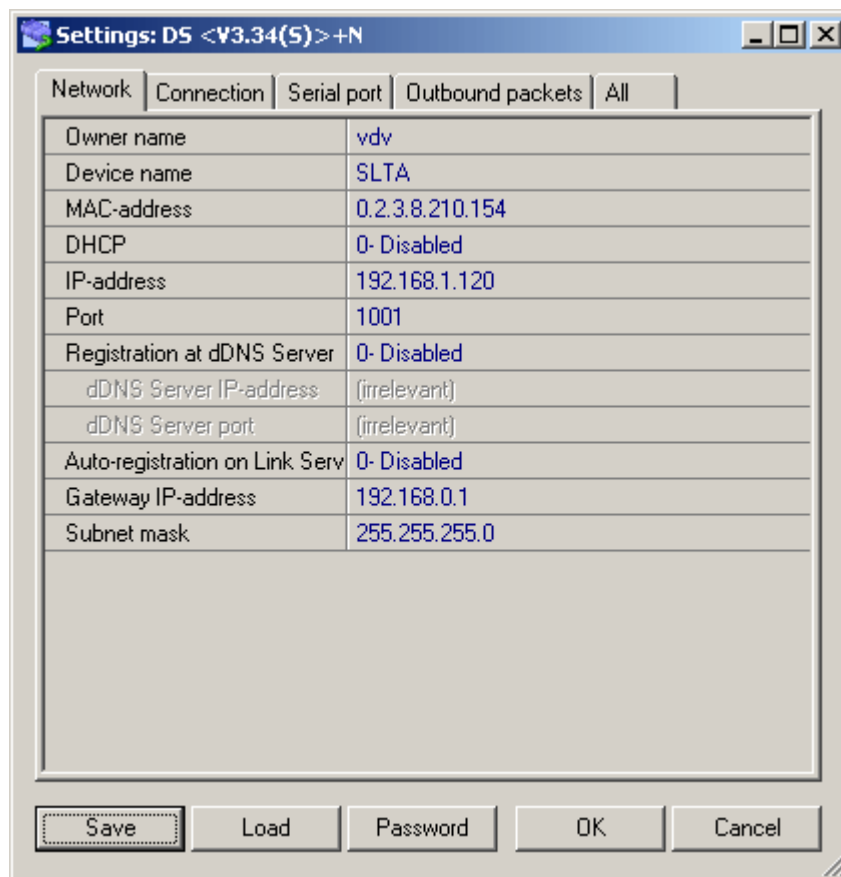 Settings: DS <V3.34(S)>+N
Network Connection Serial port Outbound packets All
Owner name vdv
Device name SLTA
MAC-address 0.2.3.8.210.154
DHCP 0- Disabled
IP-address 192.168.1.120
Port 1001
Registration at dDNS Server 0- Disabled
dDNS Server IP-address (irrelevant)
dDNS Server port (irrelevant)
Auto-registration on Link Serv 0- Disabled
Gateway IP-address 192.168.0.1
Subnet mask 255.255.255.0
Save Load Password OK Cancel